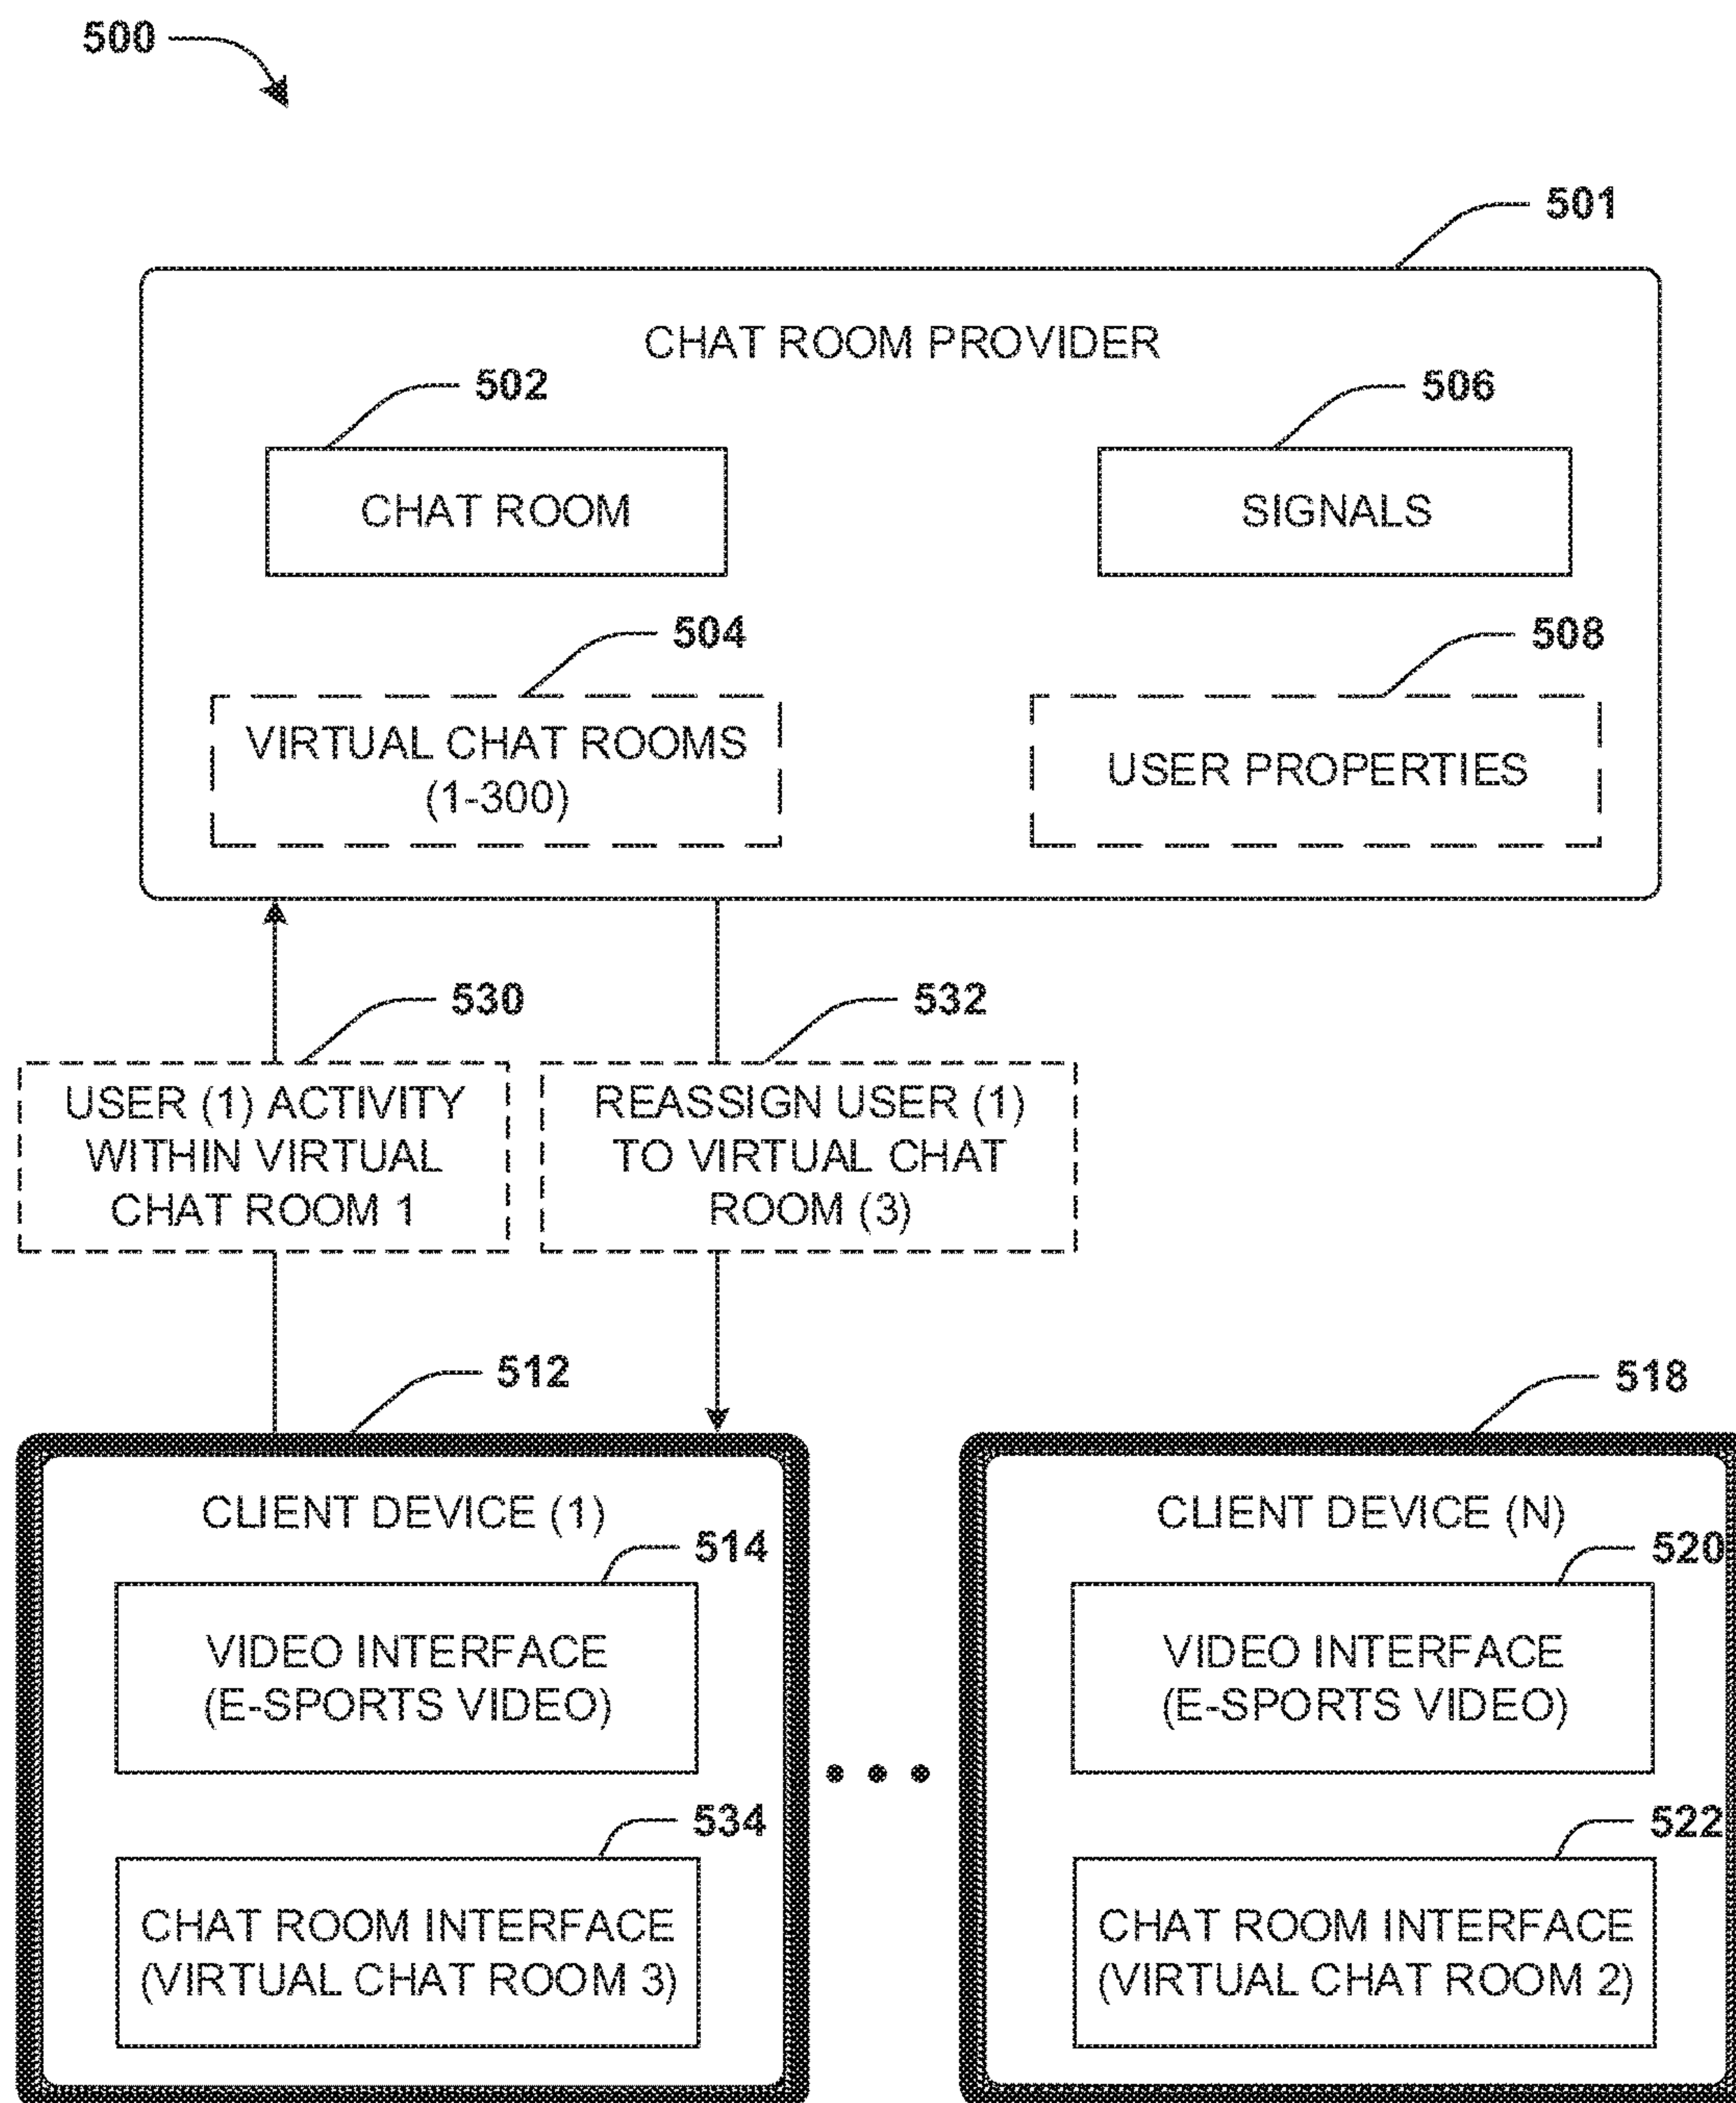 500
501
CHAT ROOM PROVIDER
502
506
CHAT ROOM
SIGNALS
504
508
VIRTUAL CHAT ROOMS
(1-300)
USER PROPERTIES
530
532
USER (1) ACTIVITY
WITHIN VIRTUAL
CHAT ROOM 1
REASSIGN USER (1)
TO VIRTUAL CHAT
ROOM (3)
512
518
CLIENT DEVICE (1)
514
VIDEO INTERFACE
(E-SPORTS VIDEO)
534
CHAT ROOM INTERFACE
(VIRTUAL CHAT ROOM 3)
CLIENT DEVICE (N)
520
VIDEO INTERFACE
(E-SPORTS VIDEO)
522
CHAT ROOM INTERFACE
(VIRTUAL CHAT ROOM 2)